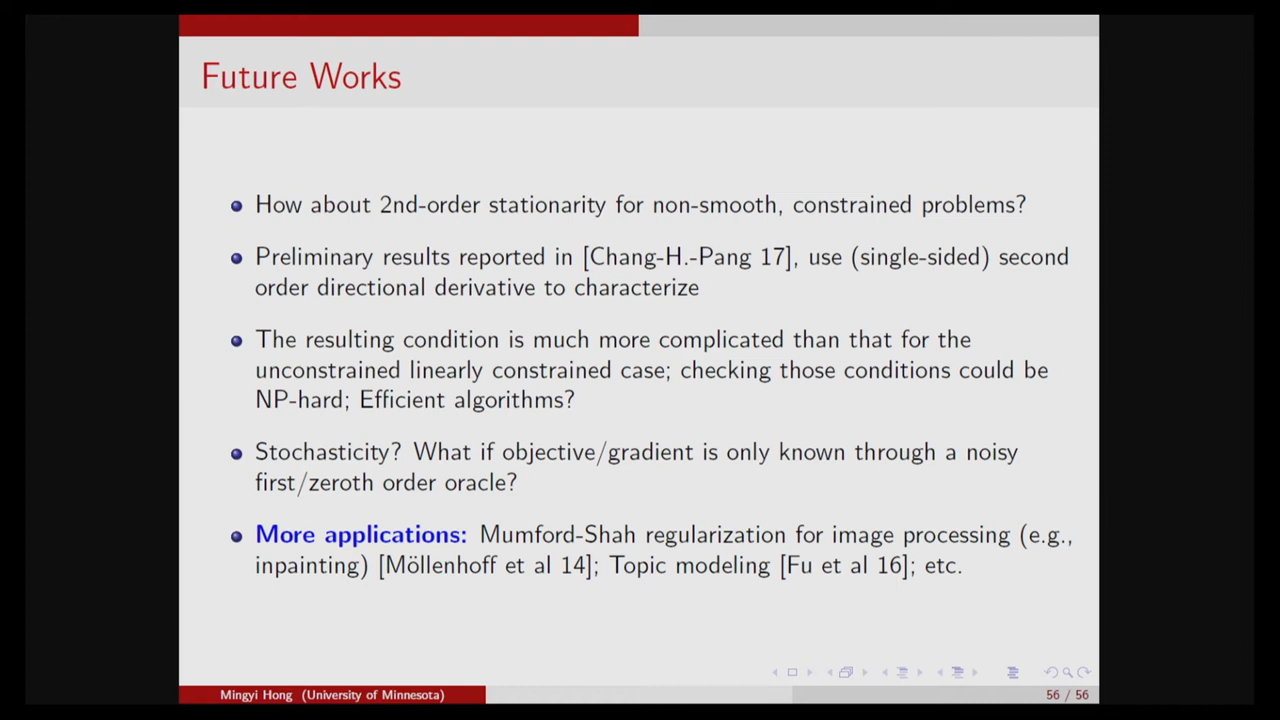 Future Works
How about 2nd-order stationarity for non-smooth, constrained problems?
Preliminary results reported in [Chang-H.-Pang 17], use (single-sided) second
order directional derivative to characterize
The resulting condition is much more complicated than that for the
unconstrained linearly constrained case; checking those conditions could be
NP-hard; Efficient algorithms?
Stochasticity? What if objective/gradient is only known through a noisy
first/zeroth order oracle?
More applications: Mumford-Shah regularization for image processing (e.g.,
inpainting) [Möllenhoff et al 14]; Topic modeling [Fu et al 16]; etc.
Mingyi Hong (University of Minnesota)
56 / 56